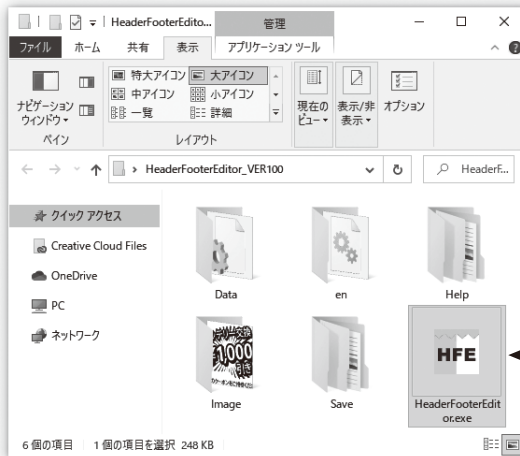 HeaderFooterEdito...
管理
ファイル ホーム 共有 表示 アプリケーション ツール
特大アイコン 大アイコン
中アイコン 小アイコン
一覧 詳細
ナビゲーション
ウィンドウ
現在の
ビュー
表示/非
表示
オプション
ペイン
レイアウト
HeaderFooterEditor_VER100
HeaderF...
クイック アクセス
Creative Cloud Files
OneDrive
PC
ネットワーク
Data
en
Help
1,000
HFE
Image
Save
HeaderFooterEdit
or.exe
6 個の項目 1 個の項目を選択 248 KB